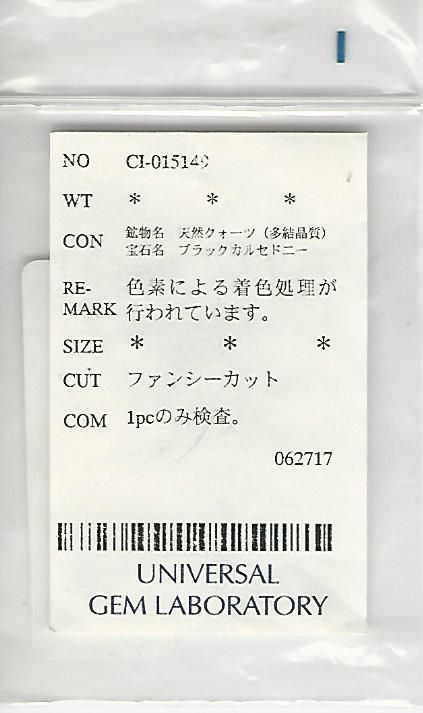 NO CI-015149
WT * * *
CON 鉱物名 天然クォーツ（多結晶質）
宝石名 ブラックカルセドニー
RE-MARK 色素による着色処理が
行われています。
SIZE * * *
CUT ファンシーカット
COM 1pcのみ検査。
062717
UNIVERSAL
GEM LABORATORY